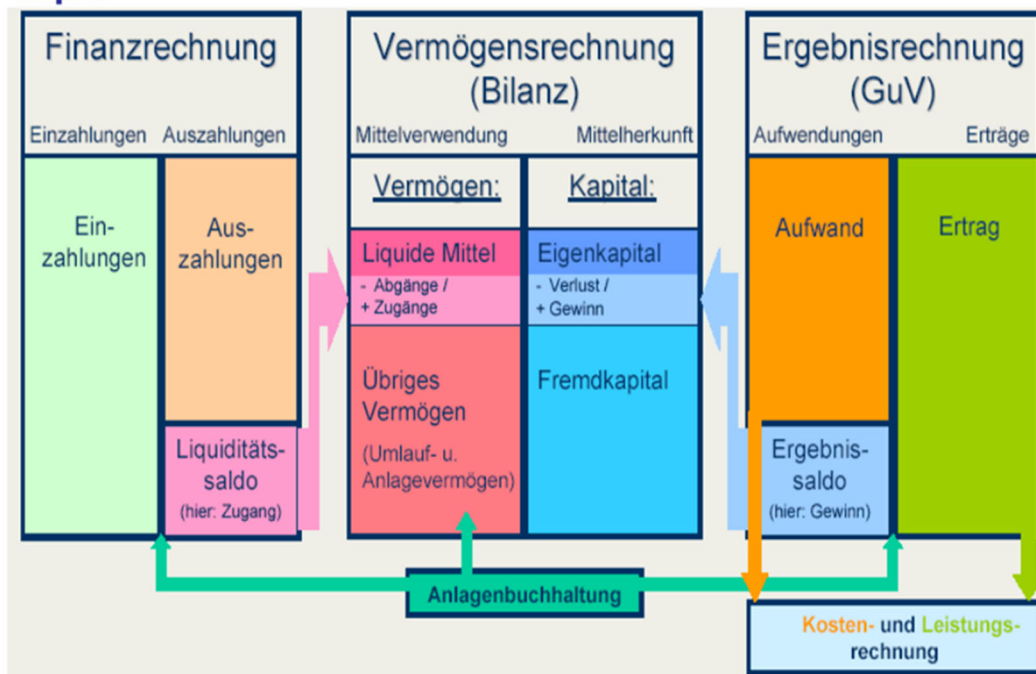 Finanzrechnung
Einzahlungen Auszahlungen
Ein-
zahlungen
Aus-
zahlungen
Liquiditäts-
saldo
(hier: Zugang)
Vermögensrechnung
(Bilanz)
Mittelverwendung Mittelherkunft
Vermögen:
Kapital:
Liquide Mittel
- Abgänge /
+ Zugänge
Eigenkapital
- Verlust /
+ Gewinn
Übriges
Vermögen
(Umlauf- u.
Anlagevermögen)
Fremdkapital
Ergebnisrechnung
(GuV)
Aufwendungen Erträge
Aufwand
Ertrag
Ergebnis-
saldo
(hier: Gewinn)
Anlagenbuchhaltung
Kosten- und Leistungs-
rechnung